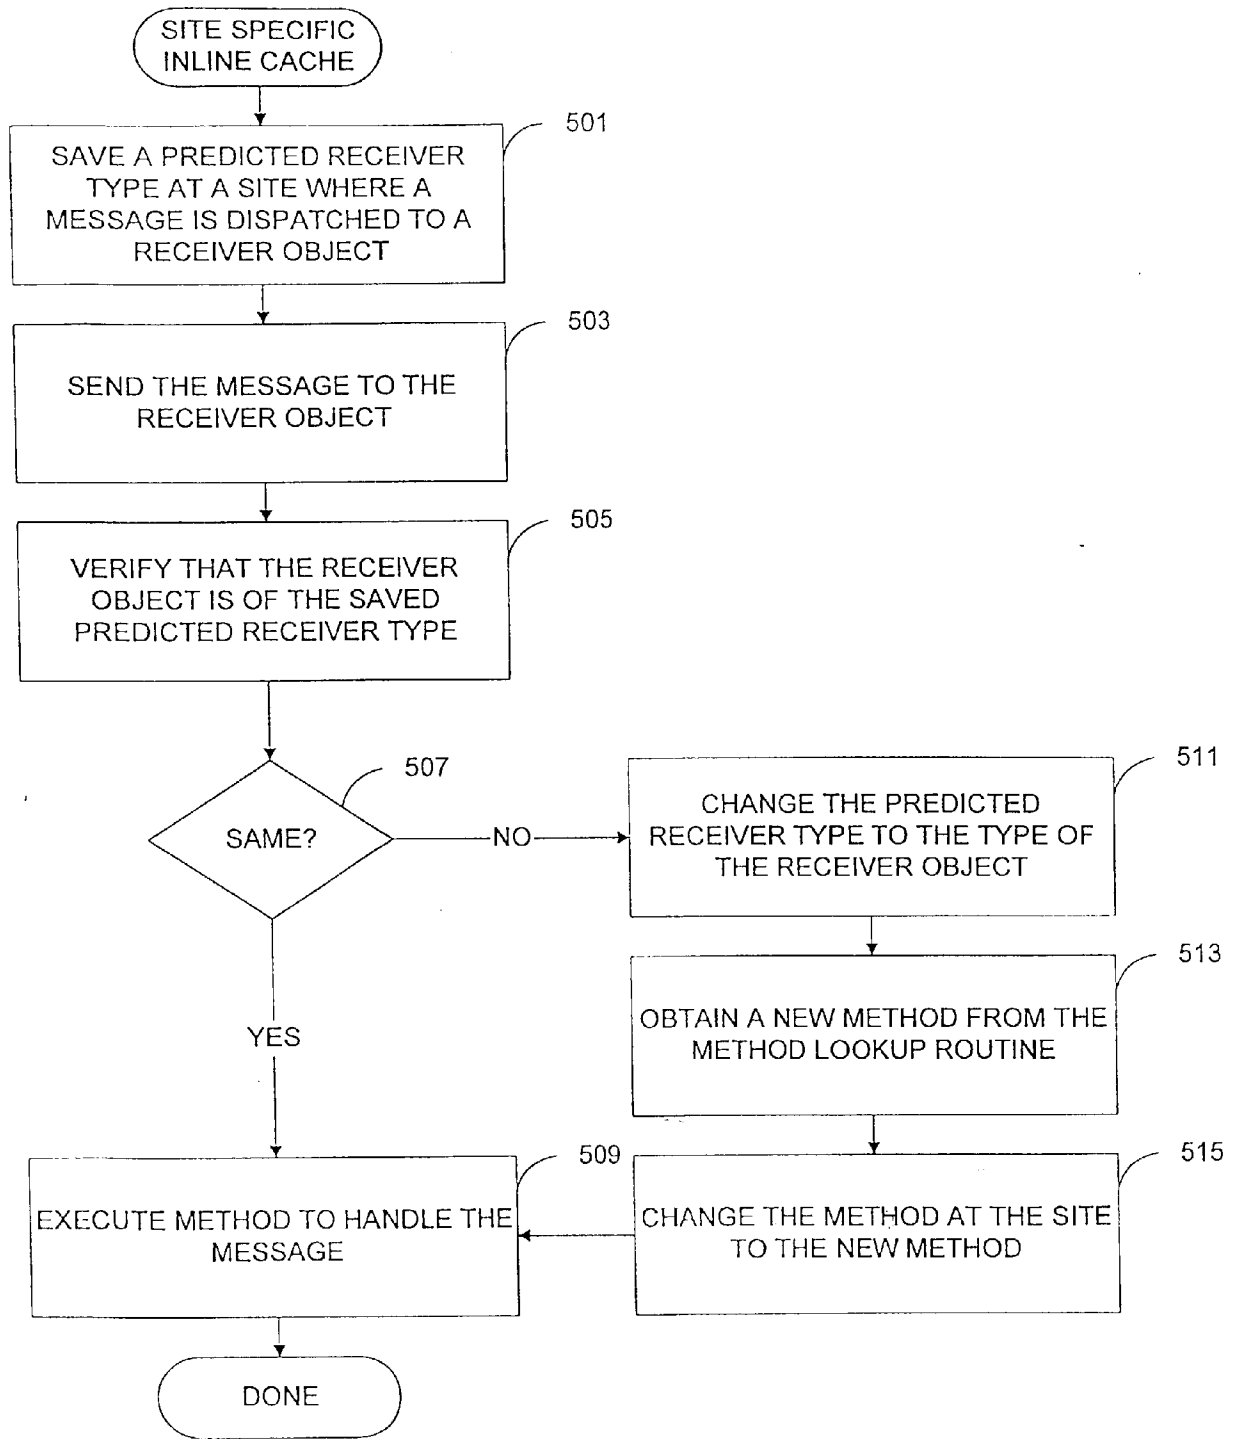 SITE SPECIFIC
INLINE CACHE
501
SAVE A PREDICTED RECEIVER
TYPE AT A SITE WHERE A
MESSAGE IS DISPATCHED TO A
RECEIVER OBJECT
503
SEND THE MESSAGE TO THE
RECEIVER OBJECT
505
VERIFY THAT THE RECEIVER
OBJECT IS OF THE SAVED
PREDICTED RECEIVER TYPE
507
SAME?
NO
511
CHANGE THE PREDICTED
RECEIVER TYPE TO THE TYPE OF
THE RECEIVER OBJECT
513
OBTAIN A NEW METHOD FROM THE
METHOD LOOKUP ROUTINE
YES
515
CHANGE THE METHOD AT THE SITE
TO THE NEW METHOD
509
EXECUTE METHOD TO HANDLE THE
MESSAGE
DONE